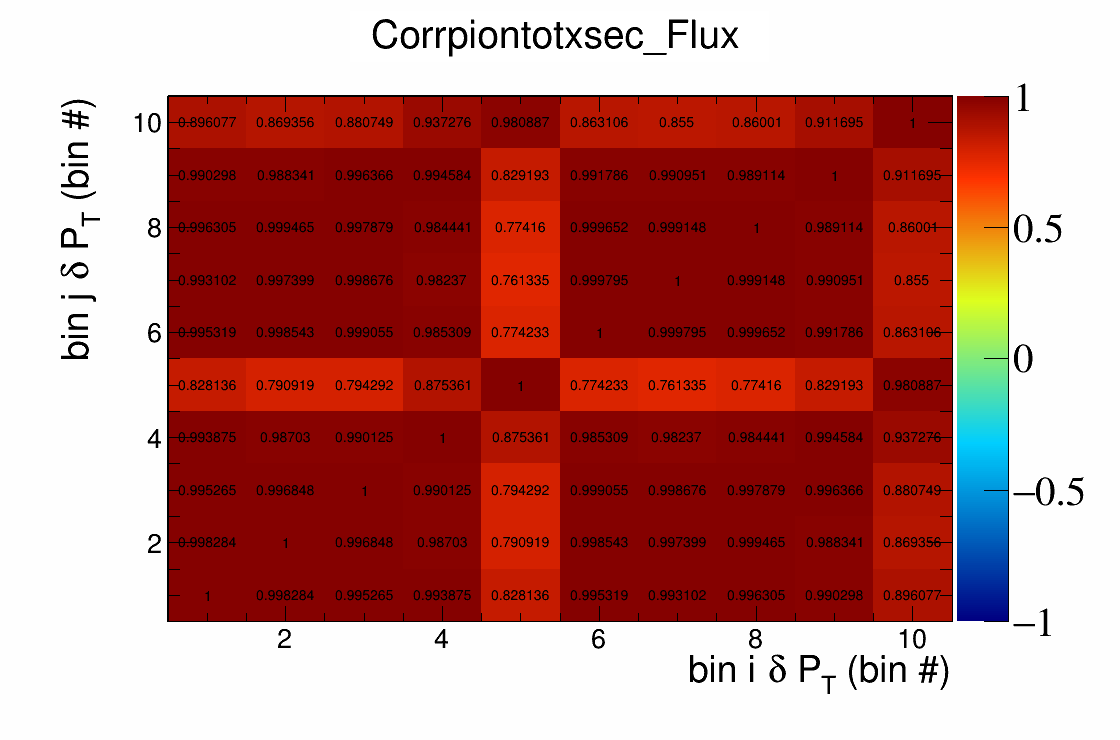 Corrpiontotxsec_Flux
bin j δ P_T (bin #)
10 0.896077 0.869356 0.880749 0.937276 0.980887 0.863106 0.855 0.86001 0.911695 1
0.990298 0.988341 0.996366 0.994584 0.829193 0.991786 0.990951 0.989114 1 0.911695
8 0.996305 0.999465 0.997879 0.984441 0.77416 0.999652 0.999148 1 0.989114 0.86001
0.993102 0.997399 0.998676 0.98237 0.761335 0.999795 1 0.999148 0.990951 0.855
6 0.995319 0.998543 0.999055 0.985309 0.774233 1 0.999795 0.999652 0.991786 0.863106
0.828136 0.790919 0.794292 0.875361 1 0.774233 0.761335 0.77416 0.829193 0.980887
4 0.993875 0.98703 0.990125 1 0.875361 0.985309 0.98237 0.984441 0.994584 0.937276
0.995265 0.996848 1 0.990125 0.794292 0.999055 0.998676 0.997879 0.996366 0.880749
2 0.998284 1 0.996848 0.98703 0.790919 0.998543 0.997399 0.999465 0.988341 0.869356
1 0.998284 0.995265 0.993875 0.828136 0.995319 0.993102 0.996305 0.990298 0.896077
2 4 6 8 10
bin i δ P_T (bin #)
1
0.5
0
−0.5
−1